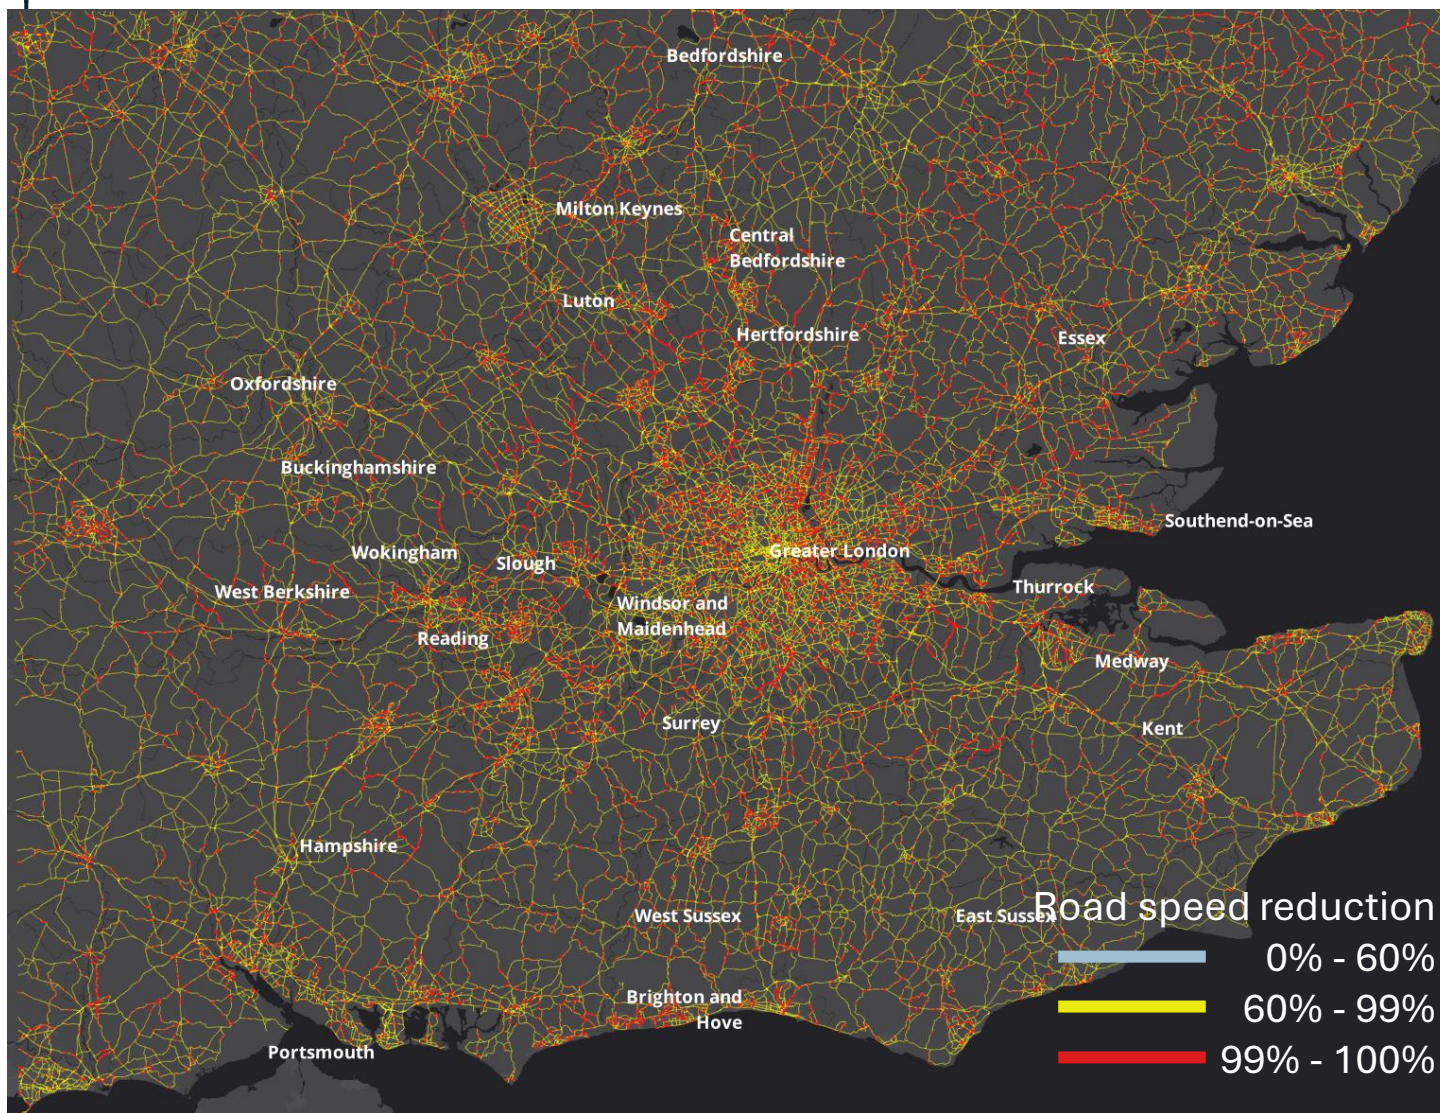 Bedfordshire
Milton Keynes
Central
Bedfordshire
Luton
Hertfordshire
Essex
Oxfordshire
Buckinghamshire
Southend-on-Sea
Wokingham
Slough
Greater London
West Berkshire
Thurrock
Windsor and
Maidenhead
Reading
Medway
Surrey
Kent
Hampshire
West Sussex
East Sussex
Brighton and
Hove
Portsmouth
Road speed reduction
0% - 60%
60% - 99%
99% - 100%